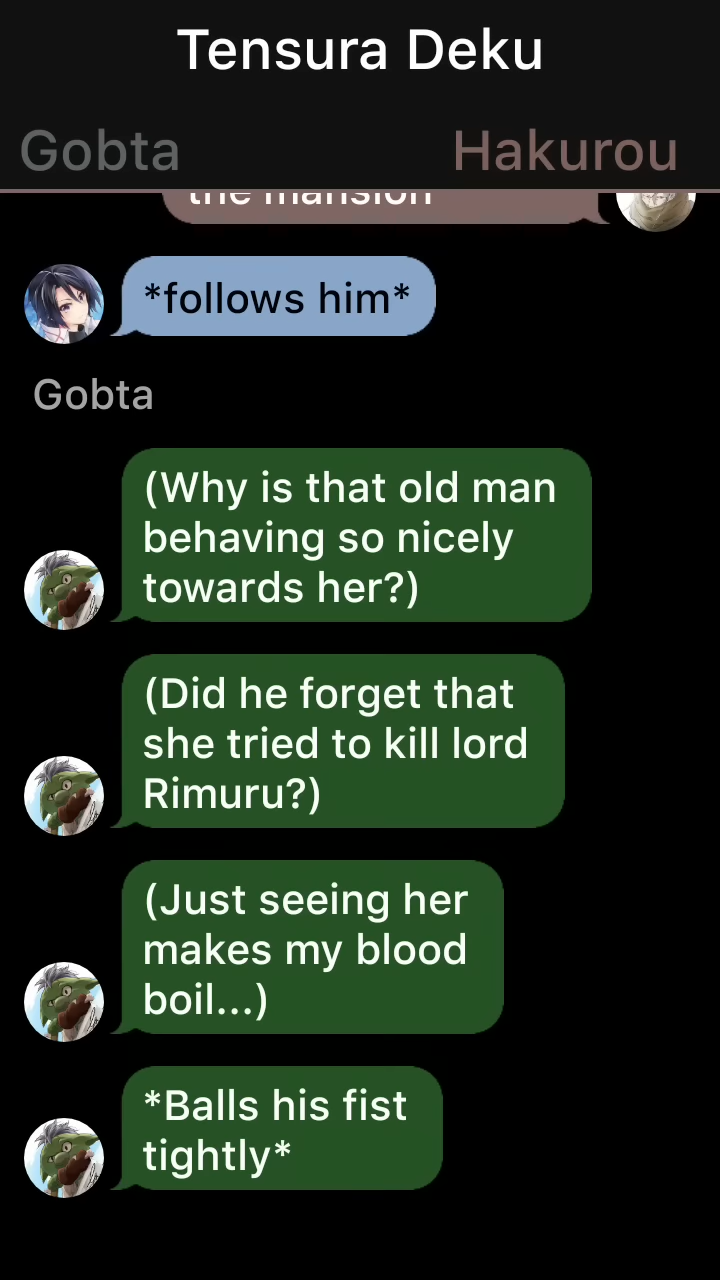 Tensura Deku
Gobta
Hakurou
the mansion
*follows him*
Gobta
(Why is that old man
behaving so nicely
towards her?)
(Did he forget that
she tried to kill lord
Rimuru?)
(Just seeing her
makes my blood
boil...)
*Balls his fist
tightly*